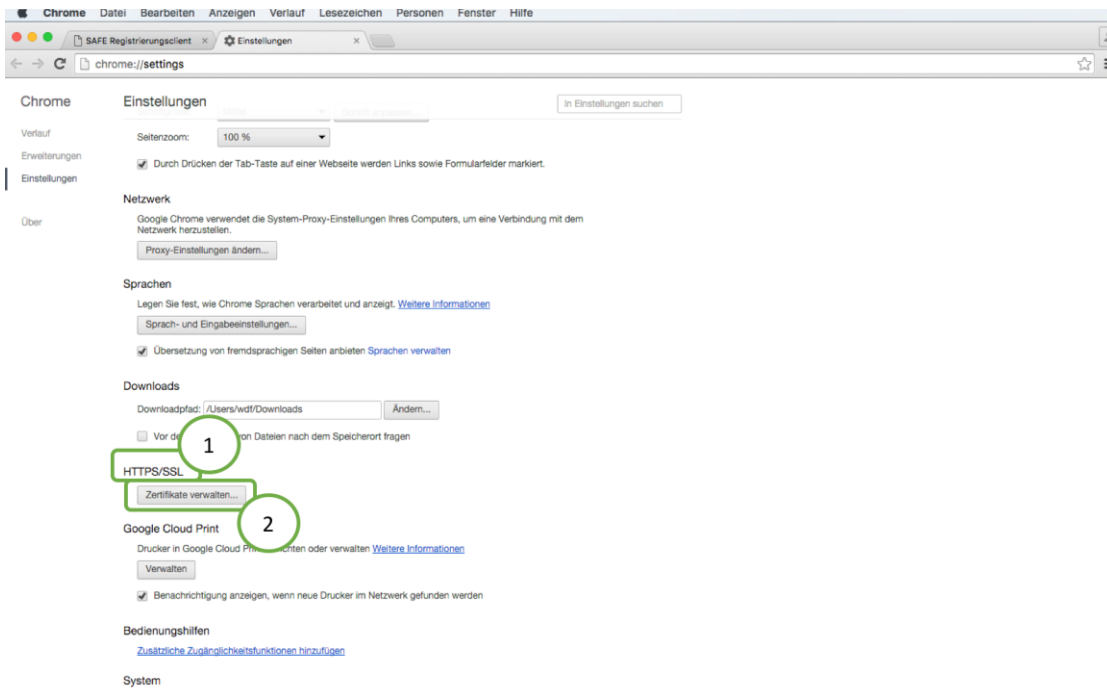 Chrome Datei Bearbeiten Anzeigen Verlauf Lesezeichen Personen Fenster Hilfe
SAFE Registrierungsclient × Einstellungen ×
chrome://settings
Chrome Einstellungen In Einstellungen suchen
Verlauf
Erweiterungen
Einstellungen
Über
Seitenzoom: 100 %
Durch Drücken der Tab-Taste auf einer Webseite werden Links sowie Formularfelder markiert.
Netzwerk
Google Chrome verwendet die System-Proxy-Einstellungen Ihres Computers, um eine Verbindung mit dem
Netzwerk herzustellen.
Proxy-Einstellungen ändern...
Sprachen
Legen Sie fest, wie Chrome Sprachen verarbeitet und anzeigt. Weitere Informationen
Sprach- und Eingabeeinstellungen...
Übersetzung von fremdsprachigen Seiten anbieten Sprachen verwalten
Downloads
Downloadpfad: /Users/wdf/Downloads Ändern...
Vor von Dateien nach dem Speicherort fragen
1
HTTPS/SSL
Zertifikate verwalten...
2
Google Cloud Print
Drucker in Google Cloud oder verwalten Weitere Informationen
Verwalten
Benachrichtigung anzeigen, wenn neue Drucker im Netzwerk gefunden werden
Bedienungshilfen
Zusätzliche Zugänglichkeitsfunktionen hinzufügen
System